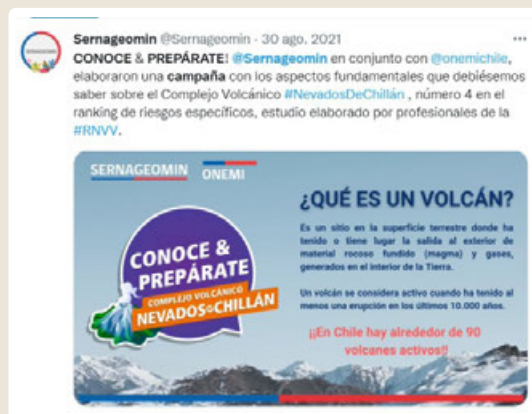 Sernageomin @Sernageomin · 30 ago. 2021
CONOCE & PREPÁRATE! @Sernageomin en conjunto con @onemichile,
elaboraron una campaña con los aspectos fundamentales que debiésemos
saber sobre el Complejo Volcánico #NevadosDeChillán , número 4 en el
ranking de riesgos específicos, estudio elaborado por profesionales de la
#RNVV.
SERNAGEOMIN ONEMI
CONOCE &
PREPÁRATE
COMPLEJO VOLCÁNICO
NEVADOS DE CHILLÁN
¿QUÉ ES UN VOLCÁN?
Es un sitio en la superficie terrestre donde ha
tenido o tiene lugar la salida al exterior de
material rocoso fundido (magma) y gases,
generados en el interior de la Tierra.
Un volcán se considera activo cuando ha tenido al
menos una erupción en los últimos 10.000 años.
¡¡En Chile hay alrededor de 90
volcanes activos!!